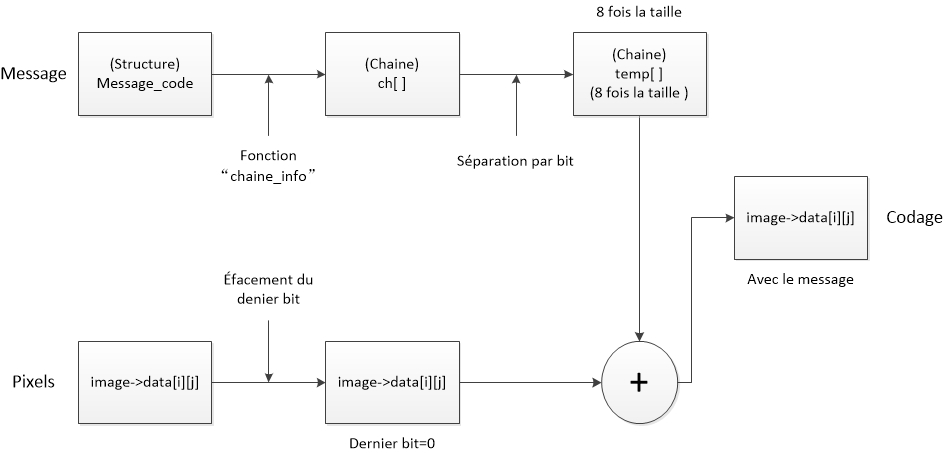 8 fois la taille
Message
(Structure)
Message_code
(Chaine)
ch[ ]
(Chaine)
temp[ ]
(8 fois la taille )
Fonction
“chaine_info”
Séparation par bit
image->data[i][j]
Codage
Avec le message
Éfacement du
denier bit
Pixels
image->data[i][j]
image->data[i][j]
+
Dernier bit=0